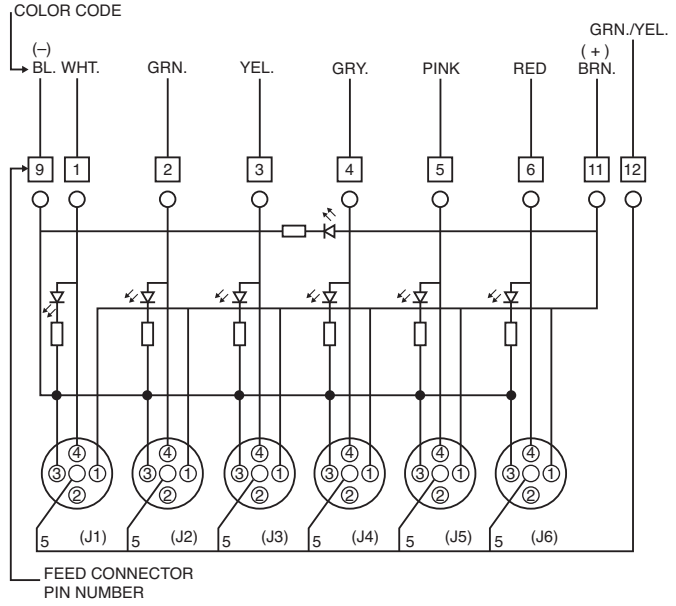 COLOR CODE
GRN./YEL.
(–) ( + )
BL. WHT. GRN. YEL. GRY. PINK RED BRN.
9 1 2 3 4 5 6 11 12
4 4 4 4 4 4
3 1 3 1 3 1 3 1 3 1 3 1
2 2 2 2 2 2
5 (J1) 5 (J2) 5 (J3) 5 (J4) 5 (J5) 5 (J6)
FEED CONNECTOR
PIN NUMBER